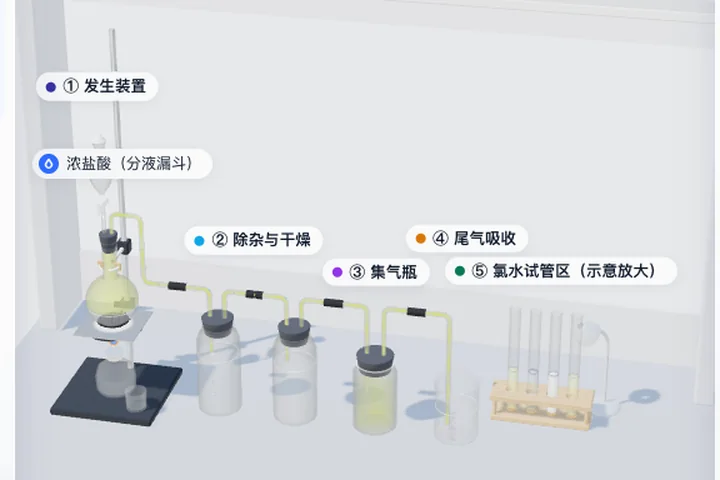 ① 发生装置
浓盐酸（分液漏斗）
② 除杂与干燥
④ 尾气吸收
③ 集气瓶
⑤ 氯水试管区（示意放大）